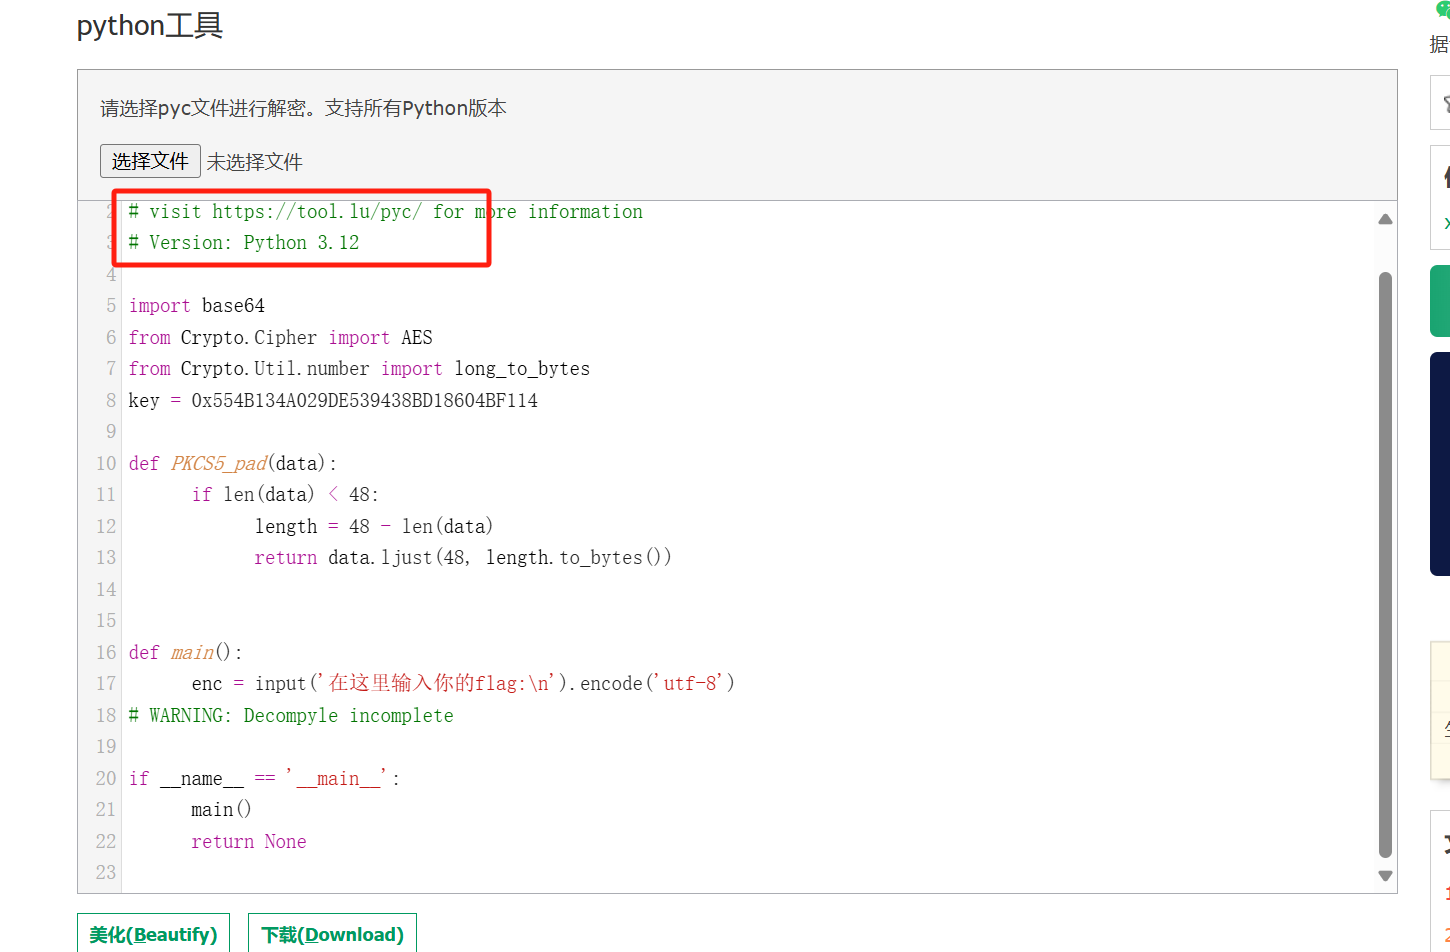 python工具
请选择pyc文件进行解密。支持所有Python版本
选择文件 未选择文件
2 # visit https://tool.lu/pyc/ for more information
3 # Version: Python 3.12
4
5 import base64
6 from Crypto.Cipher import AES
7 from Crypto.Util.number import long_to_bytes
8 key = 0x554B134A029DE539438BD18604BF114
9
10 def PKCS5_pad(data):
11 if len(data) < 48:
12 length = 48 - len(data)
13 return data.ljust(48, length.to_bytes())
14
15
16 def main():
17 enc = input('在这里输入你的flag:\n').encode('utf-8')
18 # WARNING: Decompyle incomplete
19
20 if __name__ == '__main__':
21 main()
22 return None
23
美化(Beautify) 下载(Download)
据